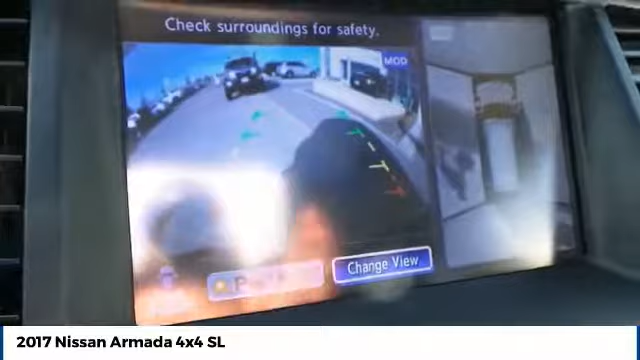 Check surroundings for safety.
MOD
Change View
2017 Nissan Armada 4x4 SL